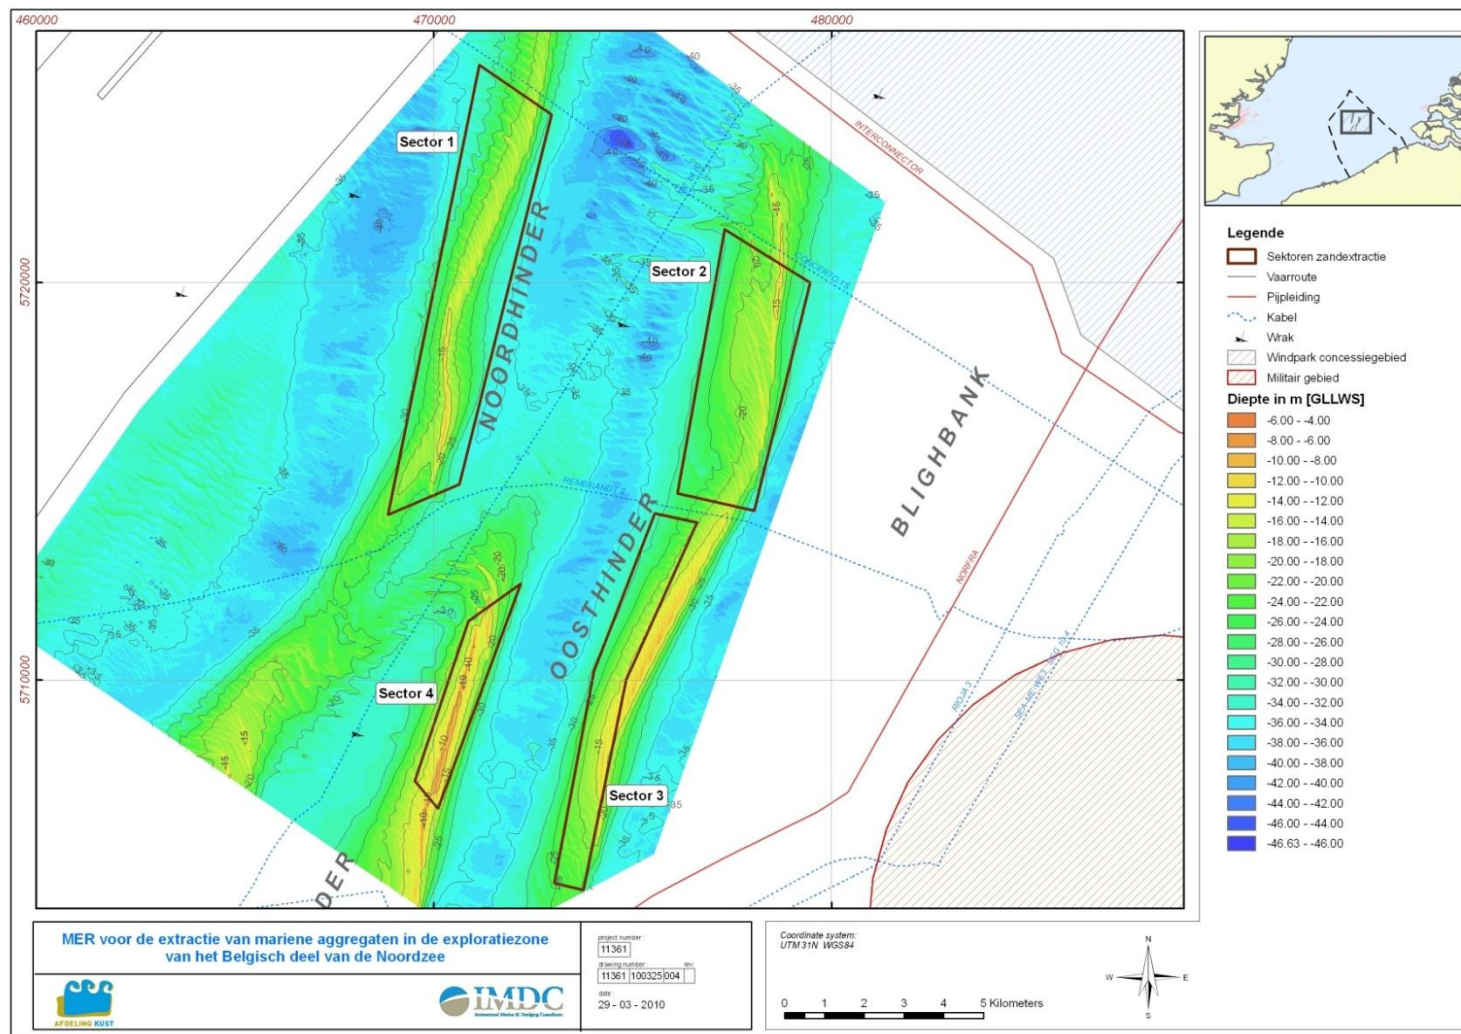 460000
470000
480000
5720000
5710000
Sector 1
Sector 2
Sector 3
Sector 4
NOORDHINDER
OOSTHINDER
BLIGHBANK
DER
INTERCONNECTOR
CONCERTO 1S
REMBRANDT
NORFRA
RIOJA 3
Legende
Sektoren zandextractie
Vaarroute
Pijpleiding
Kabel
Wrak
Windpark concessiegebied
Militair gebied
Diepte in m [GLLWS]
-6.00 - -4.00
-8.00 - -6.00
-10.00 - -8.00
-12.00 - -10.00
-14.00 - -12.00
-16.00 - -14.00
-18.00 - -16.00
-20.00 - -18.00
-22.00 - -20.00
-24.00 - -22.00
-26.00 - -24.00
-28.00 - -26.00
-30.00 - -28.00
-32.00 - -30.00
-34.00 - -32.00
-36.00 - -34.00
-38.00 - -36.00
-40.00 - -38.00
-42.00 - -40.00
-44.00 - -42.00
-46.00 - -44.00
-46.63 - -46.00
MER voor de extractie van mariene aggregaten in de exploratiezone
van het Belgisch deel van de Noordzee
AFDELING KUST
IMDC
International Marine & Dredging Consultants
project number :
11361
drawing number : rev:
11361 100325 004
date :
29 - 03 - 2010
Coordinate system:
UTM 31N WGS84
0 1 2 3 4 5 Kilometers
N
W E
S